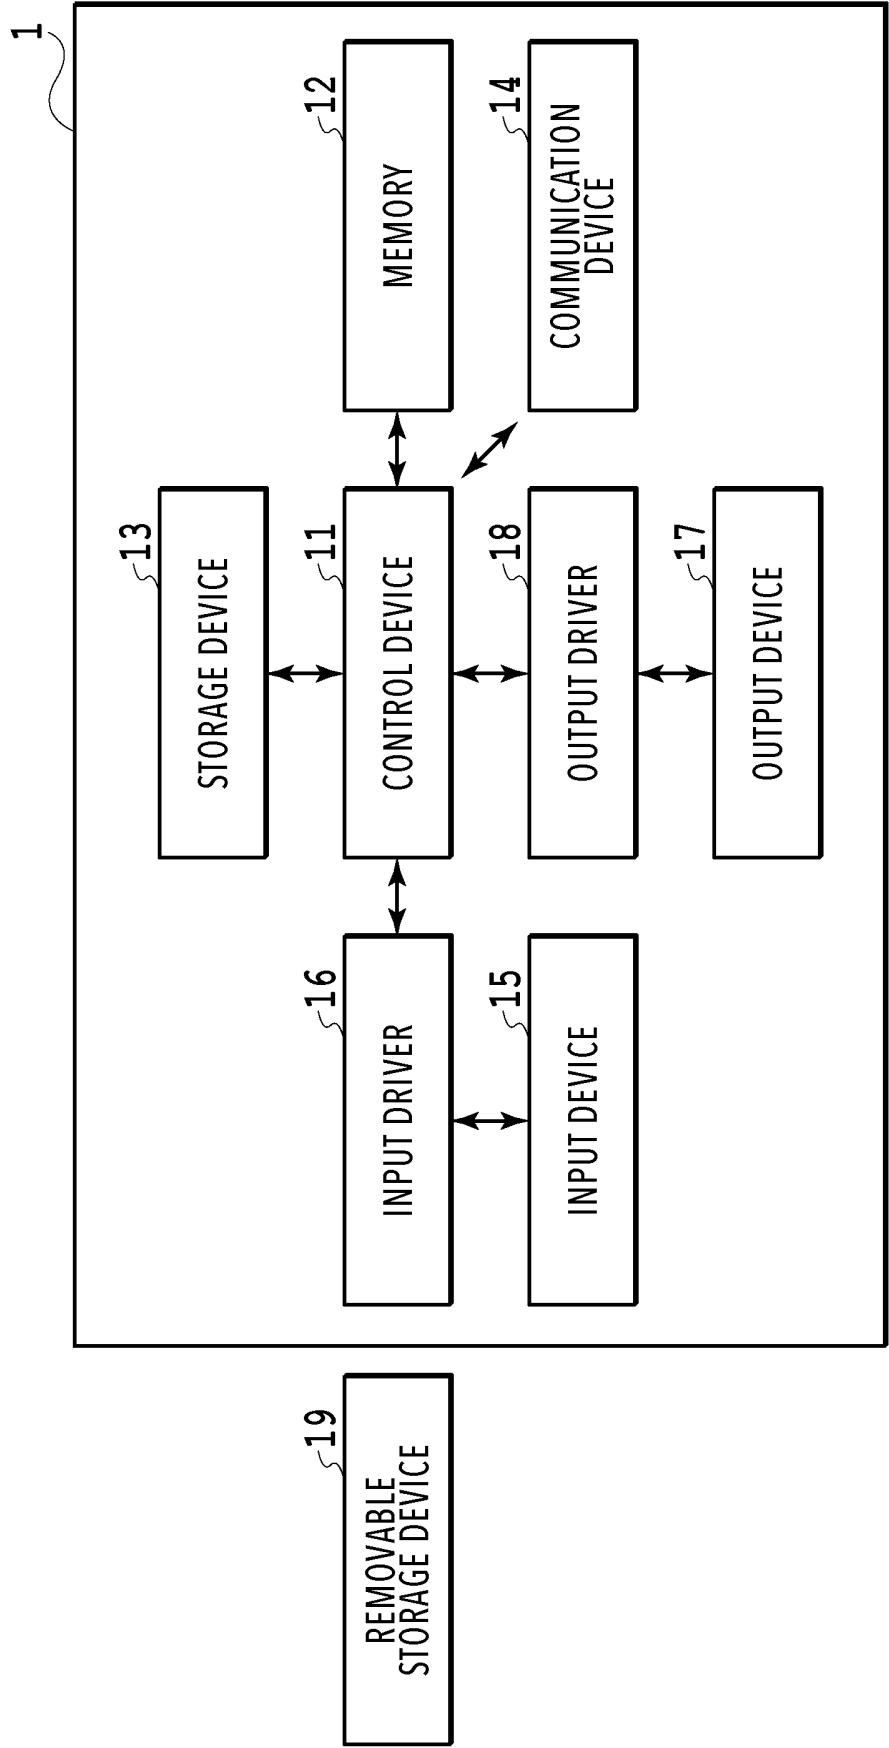 1
13
STORAGE DEVICE
19
REMOVABLE
STORAGE DEVICE
16
INPUT DRIVER
11
CONTROL DEVICE
12
MEMORY
15
INPUT DEVICE
18
OUTPUT DRIVER
14
COMMUNICATION
DEVICE
17
OUTPUT DEVICE